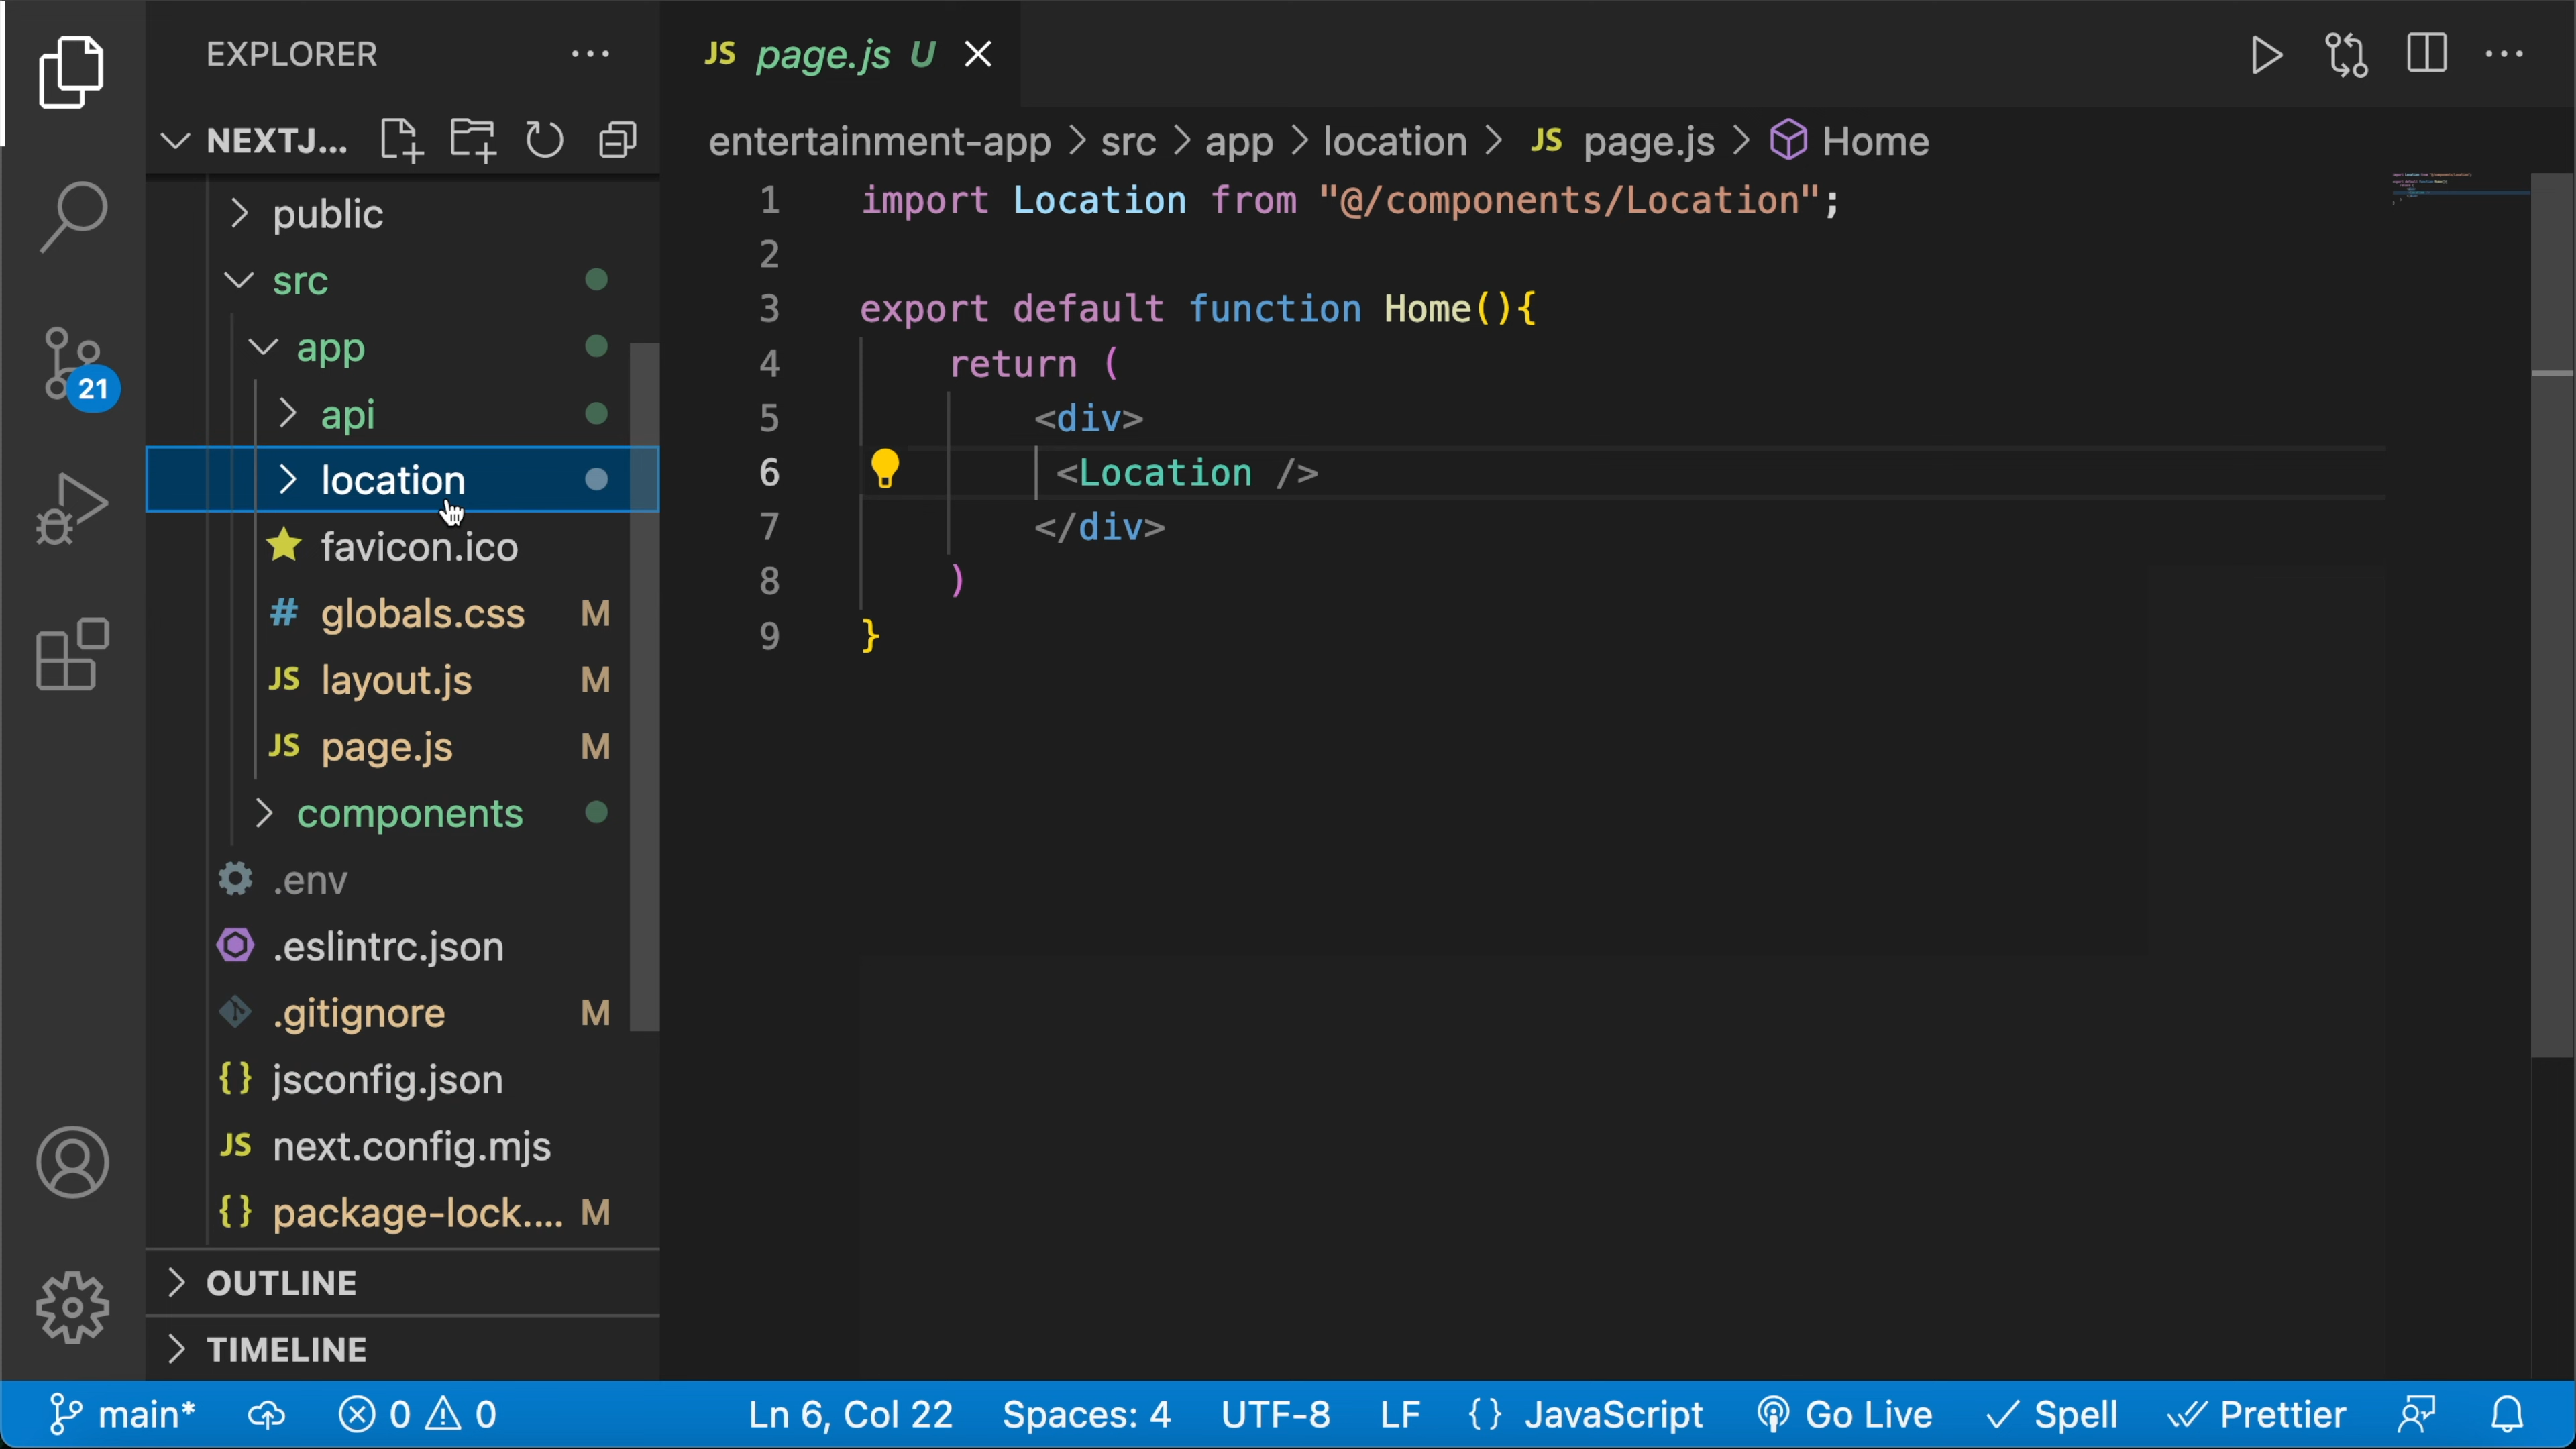 EXPLORER
NEXTJ...
public
src
app
api
location
favicon.ico
# globals.css M
JS layout.js M
JS page.js M
components
.env
.eslintrc.json
.gitignore M
{} jsconfig.json
JS next.config.mjs
{} package-lock.... M
OUTLINE
TIMELINE
21
JS page.js U
entertainment-app > src > app > location > JS page.js > Home
1 import Location from "@/components/Location";
2
3 export default function Home(){
4 return (
5 <div>
6 <Location />
7 </div>
8 )
9 }
main* 0 0 Ln 6, Col 22 Spaces: 4 UTF-8 LF {} JavaScript Go Live Spell Prettier